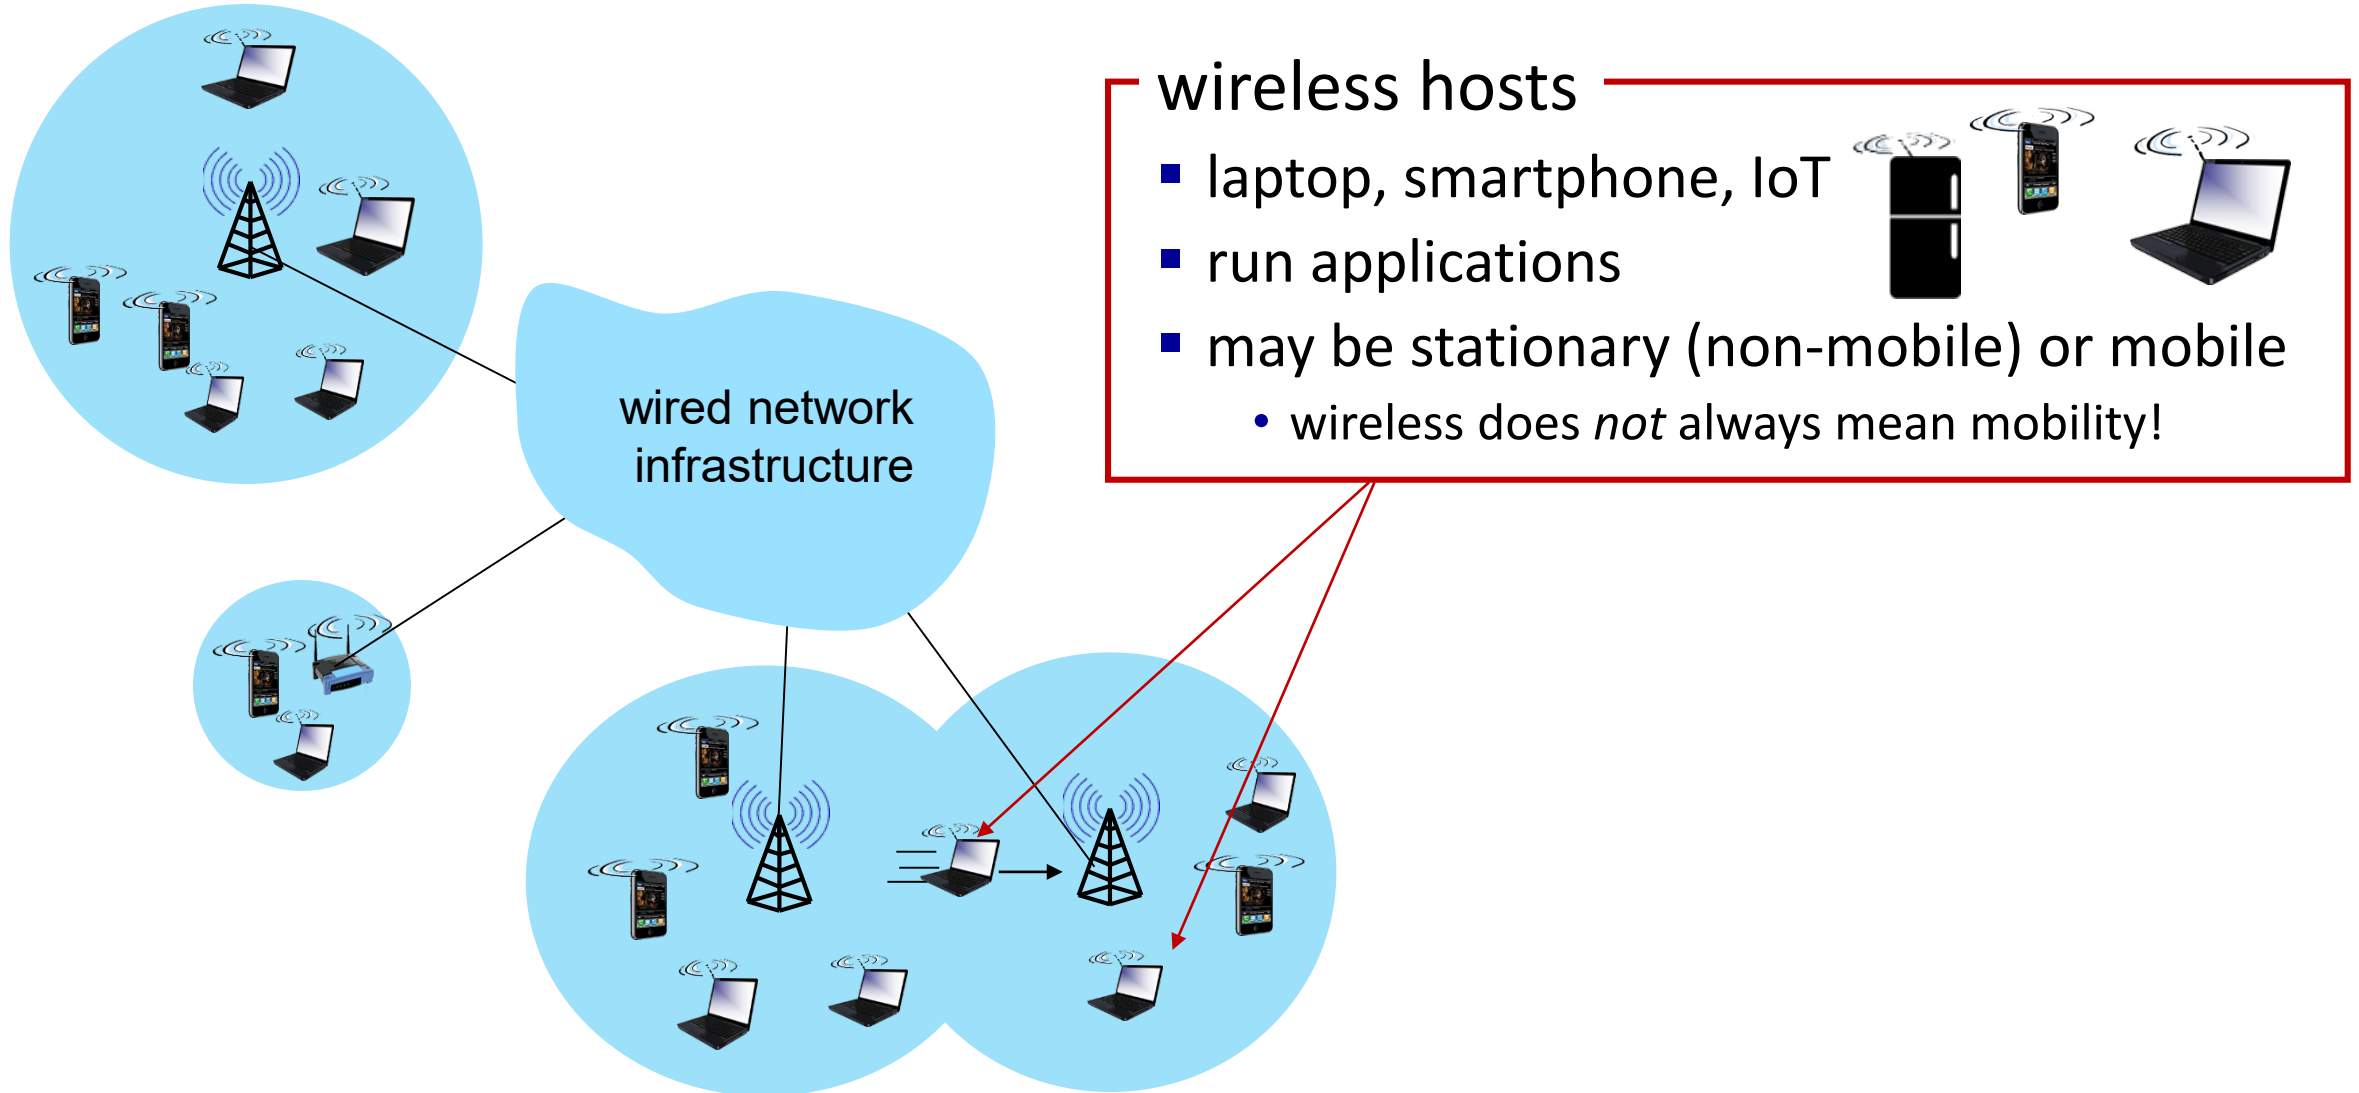 wireless hosts
▪ laptop, smartphone, IoT
▪ run applications
▪ may be stationary (non-mobile) or mobile
• wireless does not always mean mobility!
wired network
infrastructure